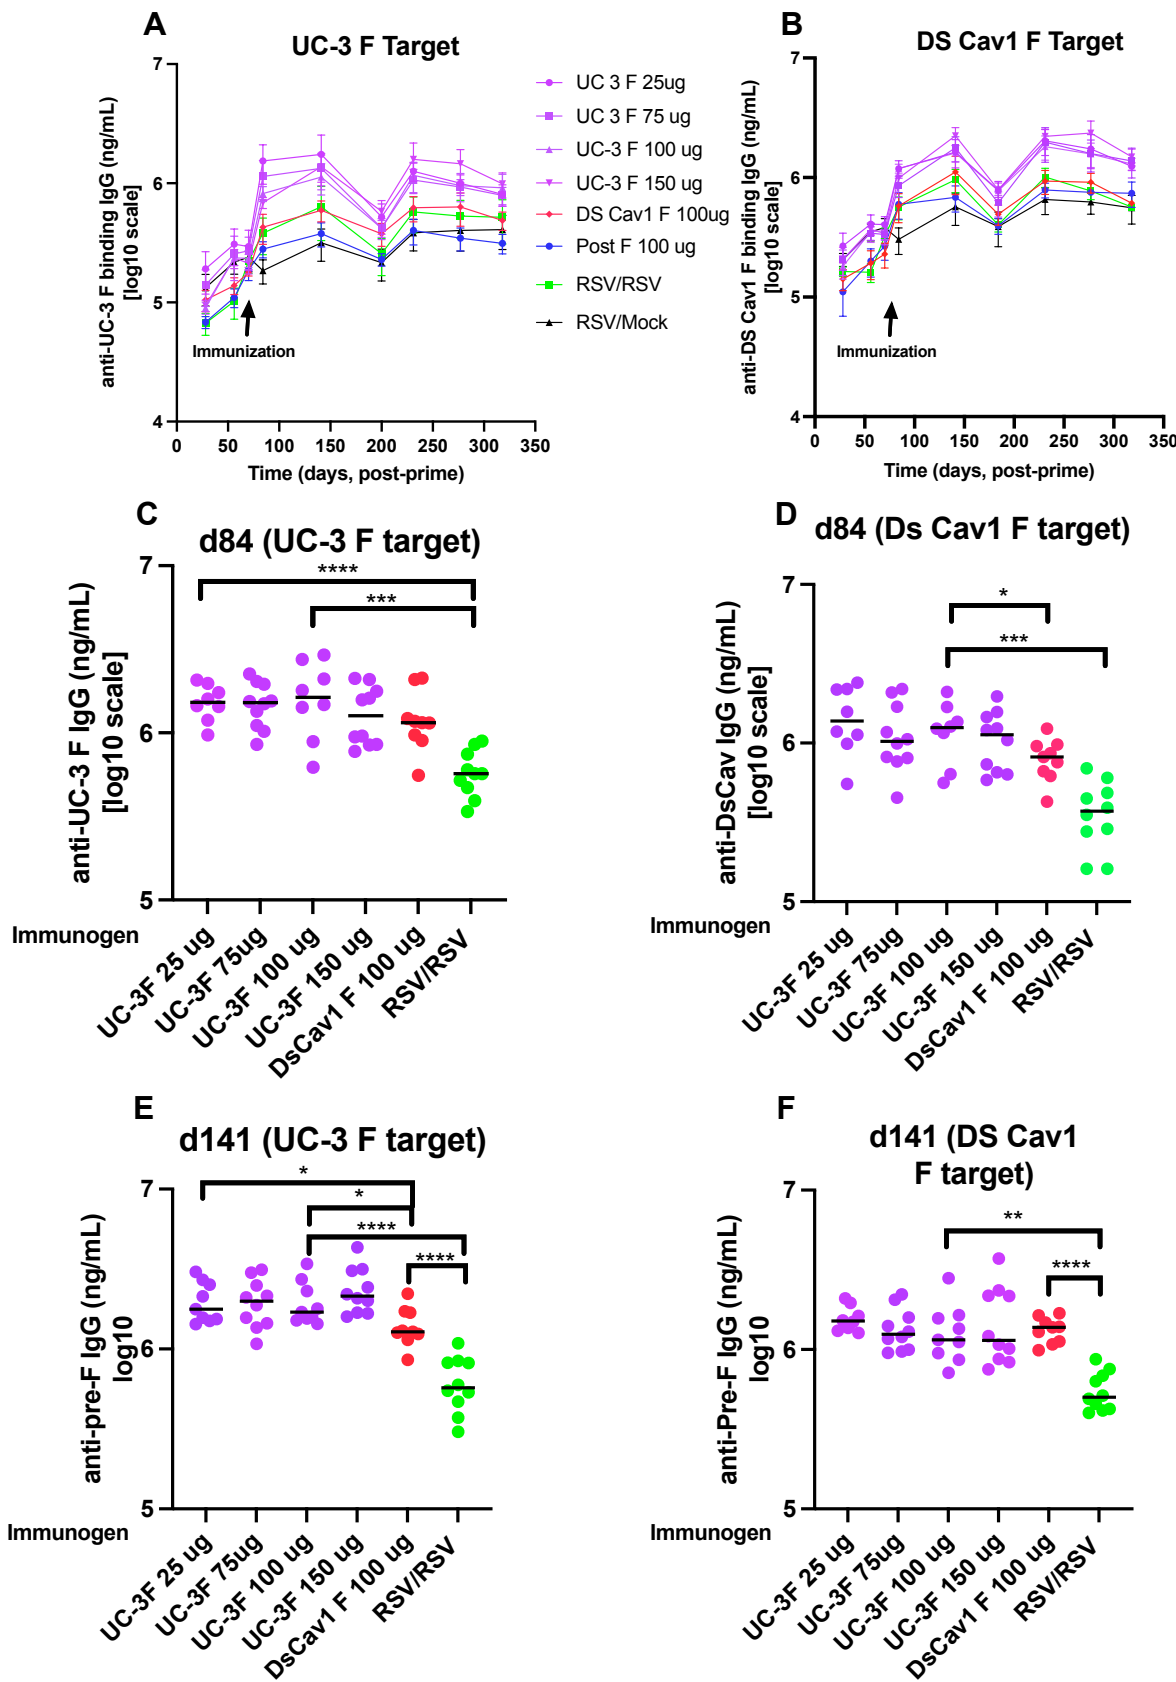 A
UC-3 F Target
7
6
5
4
anti-UC-3 F binding IgG (ng/mL)
[log10 scale]
Immunization
0 50 100 150 200 250 300 350
Time (days, post-prime)
UC 3 F 25ug
UC 3 F 75 ug
UC-3 F 100 ug
UC-3 F 150 ug
DS Cav1 F 100ug
Post F 100 ug
RSV/RSV
RSV/Mock
B
DS Cav1 F Target
7
6
5
4
anti-DS Cav1 F binding IgG (ng/mL)
[log10 scale]
Immunization
0 50 100 150 200 250 300 350
Time (days, post-prime)
C
d84 (UC-3 F target)
7
6
5
anti-UC-3 F IgG (ng/mL)
[log10 scale]
****
***
Immunogen
UC-3F 25 ug
UC-3F 75ug
UC-3F 100 ug
UC-3F 150 ug
DsCav1 F 100 ug
RSV/RSV
D
d84 (Ds Cav1 F target)
7
6
5
anti-DsCav IgG (ng/mL)
[log10 scale]
*
***
Immunogen
UC-3F 25 ug
UC-3F 75ug
UC-3F 100 ug
UC-3F 150 ug
DsCav1 F 100 ug
RSV/RSV
E
d141 (UC-3 F target)
7
6
5
anti-pre-F IgG (ng/mL)
log10
*
*
****
****
Immunogen
UC-3F 25 ug
UC-3F 75ug
UC-3F 100 ug
UC-3F 150 ug
DsCav1 F 100 ug
RSV/RSV
F
d141 (DS Cav1
F target)
7
6
5
anti-Pre-F IgG (ng/mL)
log10
**
****
Immunogen
UC-3F 25 ug
UC-3F 75ug
UC-3F 100 ug
UC-3F 150 ug
DsCav1 F 100 ug
RSV/RSV